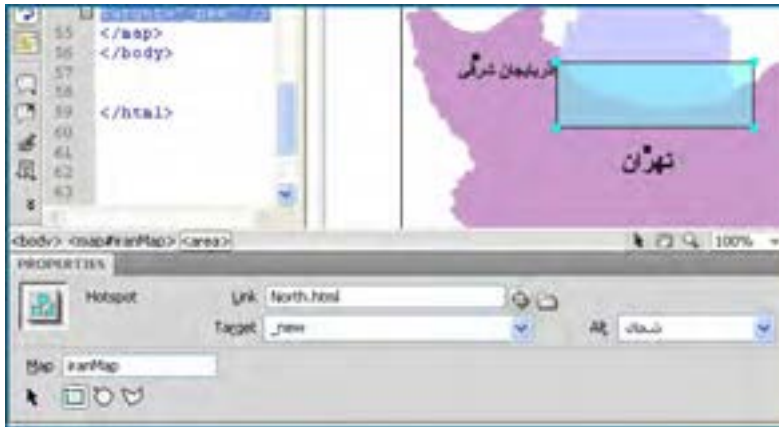 55 </map>
56 </body>
57
58
59 </html>
60
61
62
63
آذربایجان شرقی
تهران
<body> <map#iranMap> <area>
100%
PROPERTIES
Hotspot
Link North.html
Target _new
Alt شمال
Map iranMap